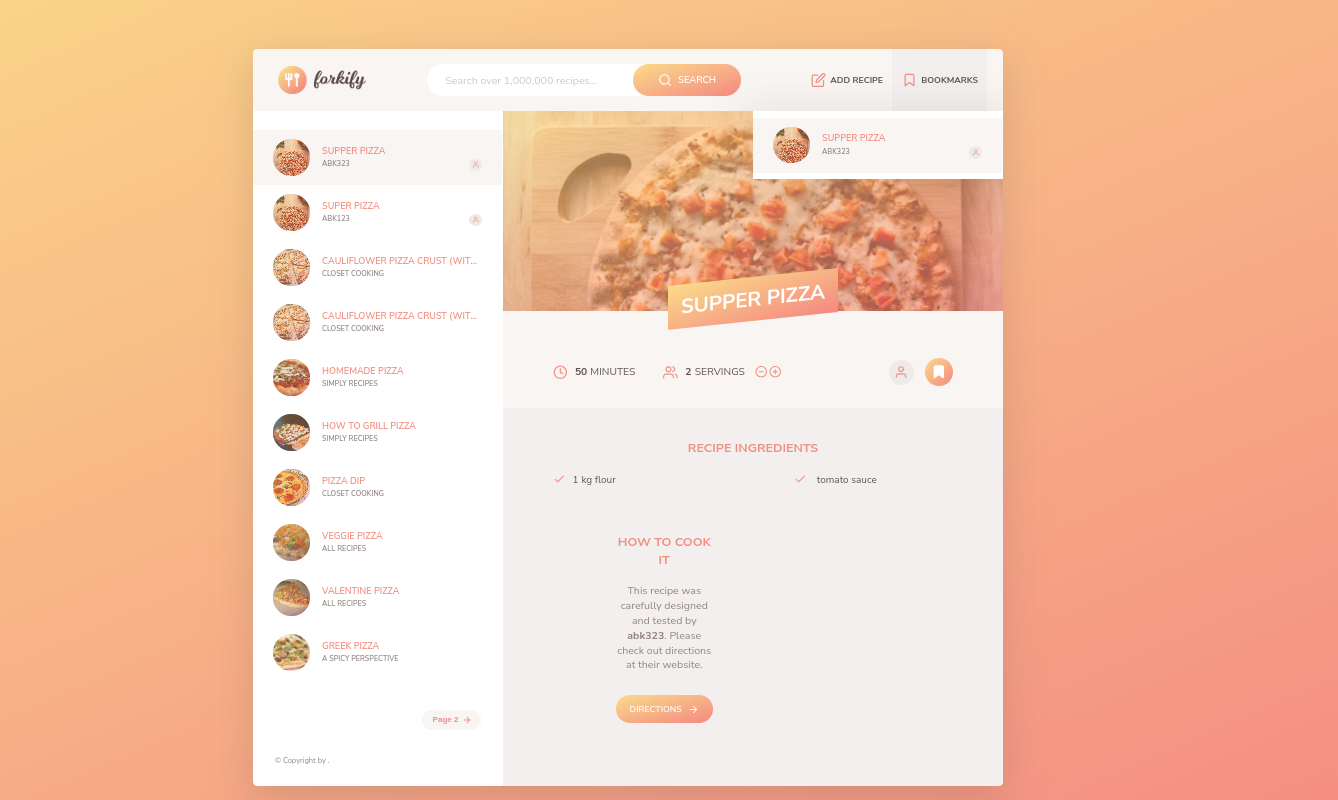 forkify
Search over 1,000,000 recipes...
SEARCH
ADD RECIPE
BOOKMARKS
SUPPER PIZZA
ABK323
SUPER PIZZA
ABK123
CAULIFLOWER PIZZA CRUST (WIT...
CLOSET COOKING
CAULIFLOWER PIZZA CRUST (WIT...
CLOSET COOKING
HOMEMADE PIZZA
SIMPLY RECIPES
HOW TO GRILL PIZZA
SIMPLY RECIPES
PIZZA DIP
CLOSET COOKING
VEGGIE PIZZA
ALL RECIPES
VALENTINE PIZZA
ALL RECIPES
GREEK PIZZA
A SPICY PERSPECTIVE
Page 2
© Copyright by .
SUPPER PIZZA
ABK323
SUPPER PIZZA
50 MINUTES
2 SERVINGS
RECIPE INGREDIENTS
1 kg flour
tomato sauce
HOW TO COOK
IT
This recipe was
carefully designed
and tested by
abk323. Please
check out directions
at their website.
DIRECTIONS